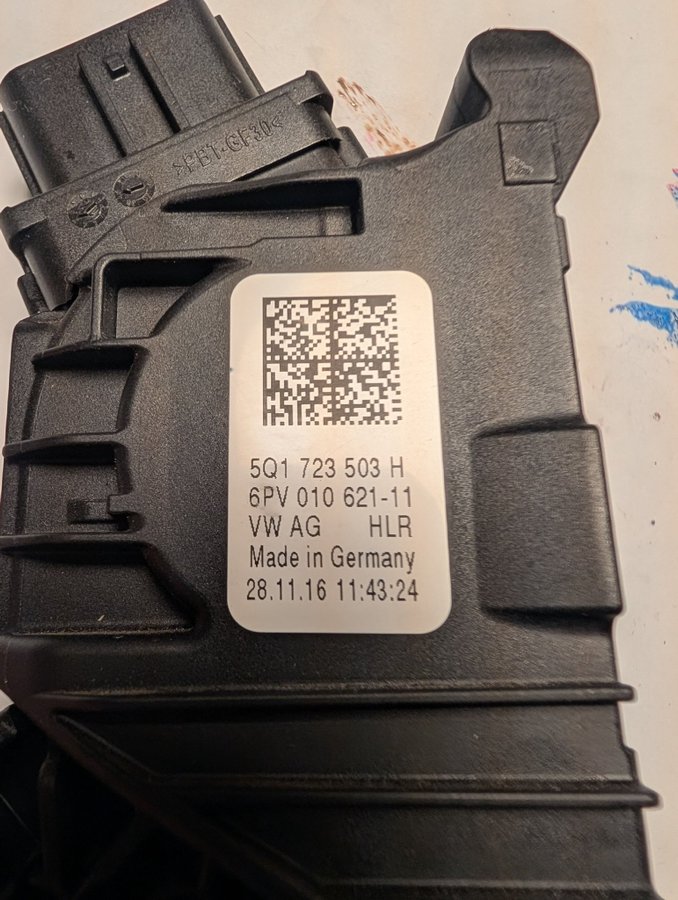 >PBT-GF30<
5Q1 723 503 H
6PV 010 621-11
VW AG HLR
Made in Germany
28.11.16 11:43:24